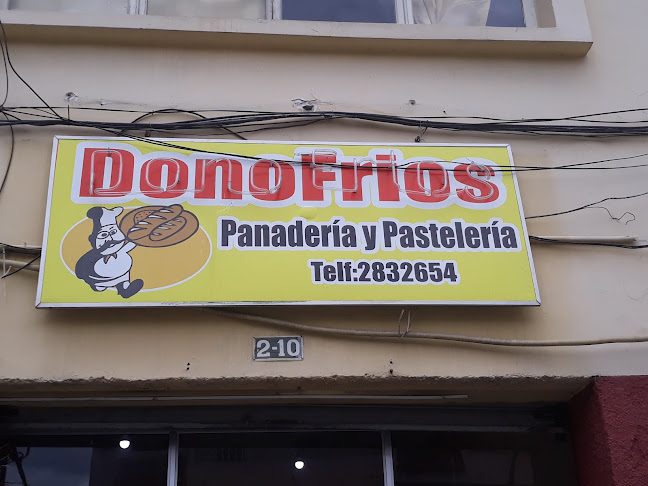 DonoFrios
Panadería y Pastelería
Telf:2832654
2-10